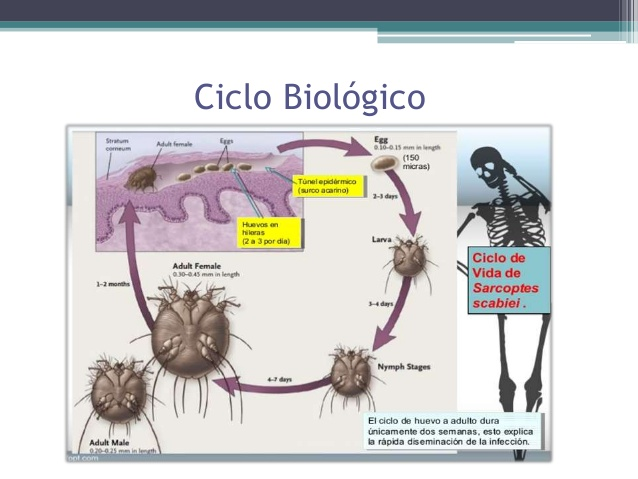 Ciclo Biológico
Stratum
corneum
Adult female
Eggs
Egg
0.10-0.15 mm in length
(150
micras)
Túnel epidérmico
(surco acarino)
2-3 days
Huevos en
hileras
(2 a 3 por día)
Larva
Ciclo de
Vida de
Sarcoptes
scabiei .
Adult Female
0.30-0.45 mm in length
1-2 months
3-4 days
Nymph Stages
4-7 days
El ciclo de huevo a adulto dura
únicamente dos semanas, esto explica
la ràpida diseminación de la infección.
Adult Male
0.20-0.25 mm in length